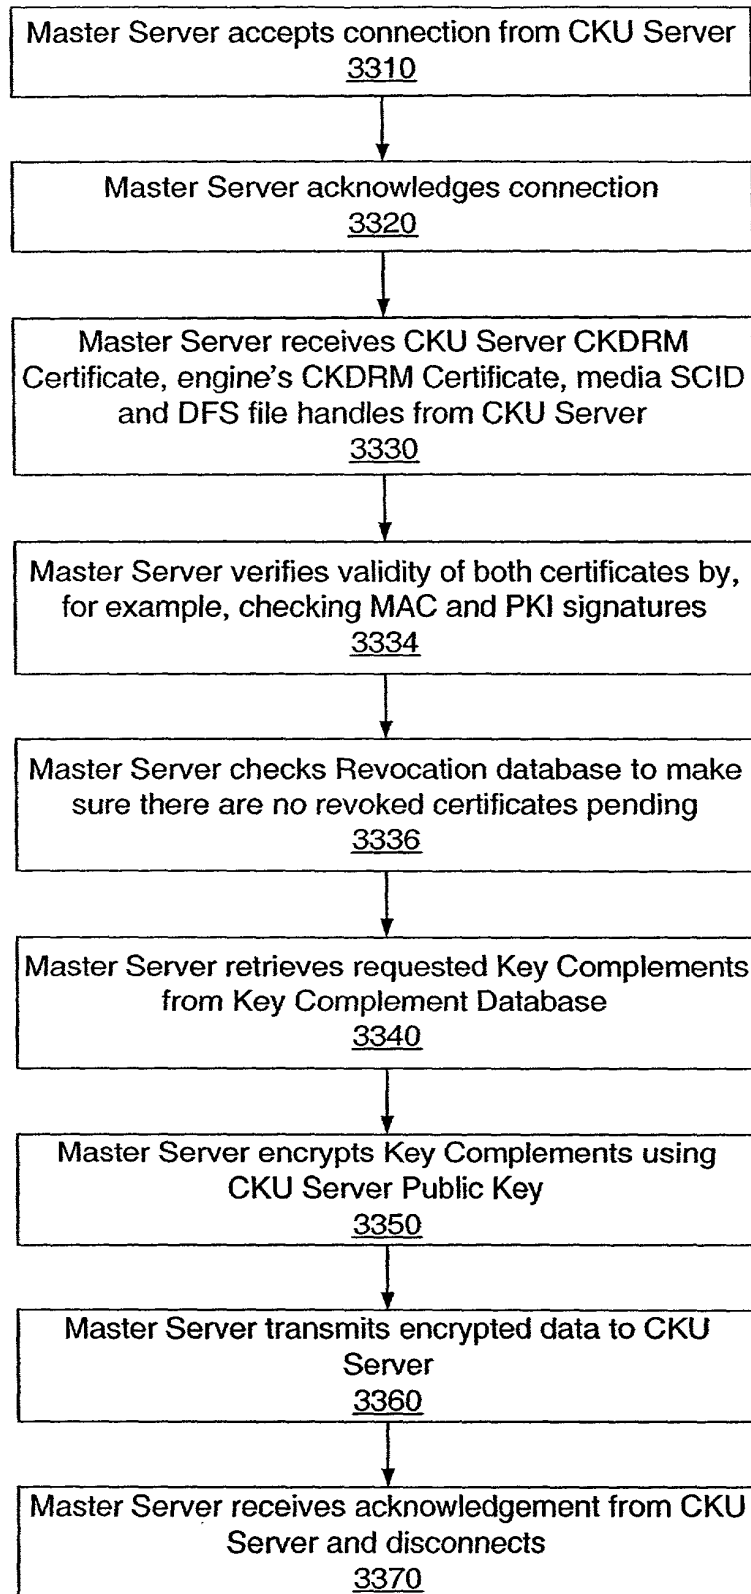 Master Server accepts connection from CKU Server
3310
Master Server acknowledges connection
3320
Master Server receives CKU Server CKDRM
Certificate, engine's CKDRM Certificate, media SCID
and DFS file handles from CKU Server
3330
Master Server verifies validity of both certificates by,
for example, checking MAC and PKI signatures
3334
Master Server checks Revocation database to make
sure there are no revoked certificates pending
3336
Master Server retrieves requested Key Complements
from Key Complement Database
3340
Master Server encrypts Key Complements using
CKU Server Public Key
3350
Master Server transmits encrypted data to CKU
Server
3360
Master Server receives acknowledgement from CKU
Server and disconnects
3370